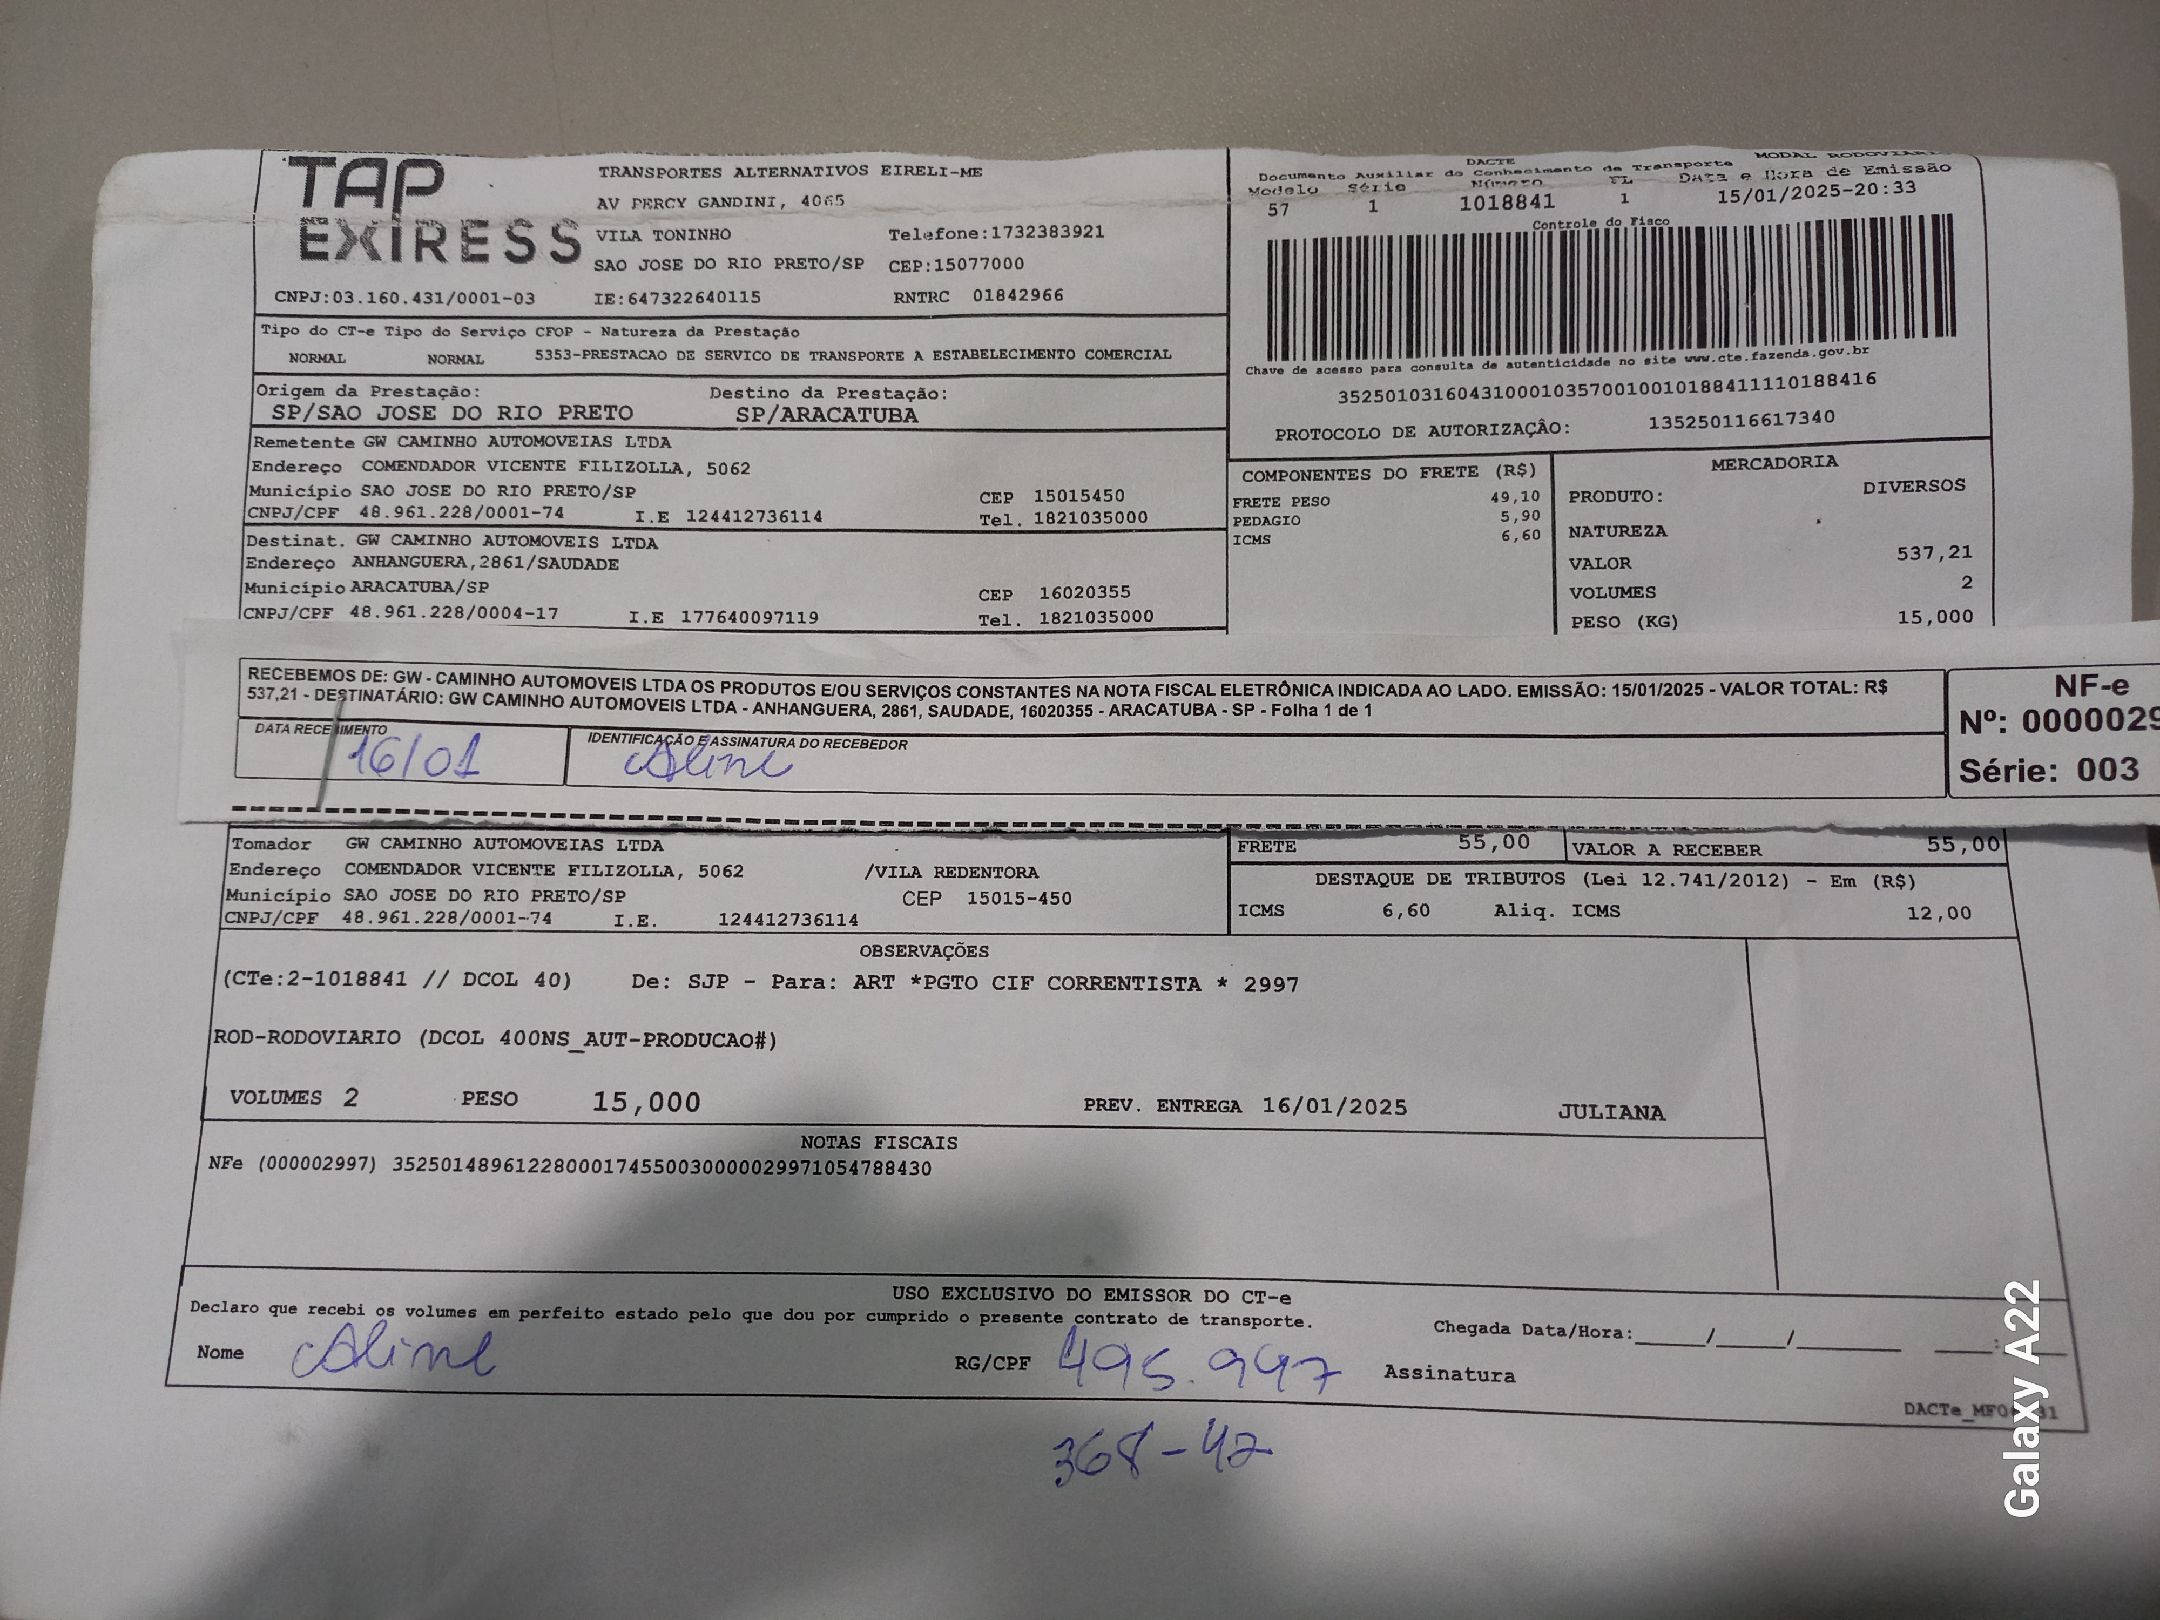 TAP
EXIRESS
TRANSPORTES ALTERNATIVOS EIRELI-ME
AV PERCY GANDINI, 4065
VILA TONINHO Telefone:1732383921
SAO JOSE DO RIO PRETO/SP CEP:15077000
CNPJ:03.160.431/0001-03 IE:647322640115 RNTRC 01842966
DACTE MODAL
Documento Auxiliar do Conhecimento de Transporte
Modelo Série Número FL Data e Hora de Emissão
57 1 1018841 1 15/01/2025-20:33
Controle do Fisco
Chave de acesso para consulta de autenticidade no site www.cte.fazenda.gov.br
35250103160431000103570010010188411110188416
PROTOCOLO DE AUTORIZAÇÂO: 135250116617340
Tipo do CT-e Tipo do Serviço CFOP - Natureza da Prestação
NORMAL NORMAL 5353-PRESTACAO DE SERVICO DE TRANSPORTE A ESTABELECIMENTO COMERCIAL
Origem da Prestação: Destino da Prestação:
SP/SAO JOSE DO RIO PRETO SP/ARACATUBA
Remetente GW CAMINHO AUTOMOVEIAS LTDA
Endereço COMENDADOR VICENTE FILIZOLLA, 5062
Município SAO JOSE DO RIO PRETO/SP CEP 15015450
CNPJ/CPF 48.961.228/0001-74 I.E 124412736114 Tel. 1821035000
Destinat. GW CAMINHO AUTOMOVEIS LTDA
Endereço ANHANGUERA,2861/SAUDADE
Município ARACATUBA/SP CEP 16020355
CNPJ/CPF 48.961.228/0004-17 I.E 177640097119 Tel. 1821035000
COMPONENTES DO FRETE (R$)
FRETE PESO 49,10
PEDAGIO 5,90
ICMS 6,60
MERCADORIA
PRODUTO: DIVERSOS
NATUREZA
VALOR 537,21
VOLUMES 2
PESO (KG) 15,000
RECEBEMOS DE: GW - CAMINHO AUTOMOVEIS LTDA OS PRODUTOS E/OU SERVIÇOS CONSTANTES NA NOTA FISCAL ELETRÔNICA INDICADA AO LADO. EMISSÃO: 15/01/2025 - VALOR TOTAL: R$
537,21 - DESTINATÁRIO: GW CAMINHO AUTOMOVEIS LTDA - ANHANGUERA, 2861, SAUDADE, 16020355 - ARACATUBA - SP - Folha 1 de 1
DATA RECEBIMENTO IDENTIFICAÇÃO E ASSINATURA DO RECEBEDOR
16/01 Aline
NF-e
Nº: 0000029
Série: 003
Tomador GW CAMINHO AUTOMOVEIAS LTDA
Endereço COMENDADOR VICENTE FILIZOLLA, 5062 /VILA REDENTORA
Município SAO JOSE DO RIO PRETO/SP CEP 15015-450
CNPJ/CPF 48.961.228/0001-74 I.E. 124412736114
FRETE 55,00 VALOR A RECEBER 55,00
DESTAQUE DE TRIBUTOS (Lei 12.741/2012) - Em (R$)
ICMS 6,60 Aliq. ICMS 12,00
OBSERVAÇÕES
(CTe:2-1018841 // DCOL 40) De: SJP - Para: ART *PGTO CIF CORRENTISTA * 2997
ROD-RODOVIARIO (DCOL 400NS_AUT-PRODUCAO#)
VOLUMES 2 PESO 15,000 PREV. ENTREGA 16/01/2025 JULIANA
NOTAS FISCAIS
NFe (000002997) 35250148961228000174550030000029971054788430
USO EXCLUSIVO DO EMISSOR DO CT-e
Declaro que recebi os volumes em perfeito estado pelo que dou por cumprido o presente contrato de transporte.
Chegada Data/Hora:_____/_____/________ ____:____
Nome Aline RG/CPF 495.947 Assinatura
368-42
Galaxy A22